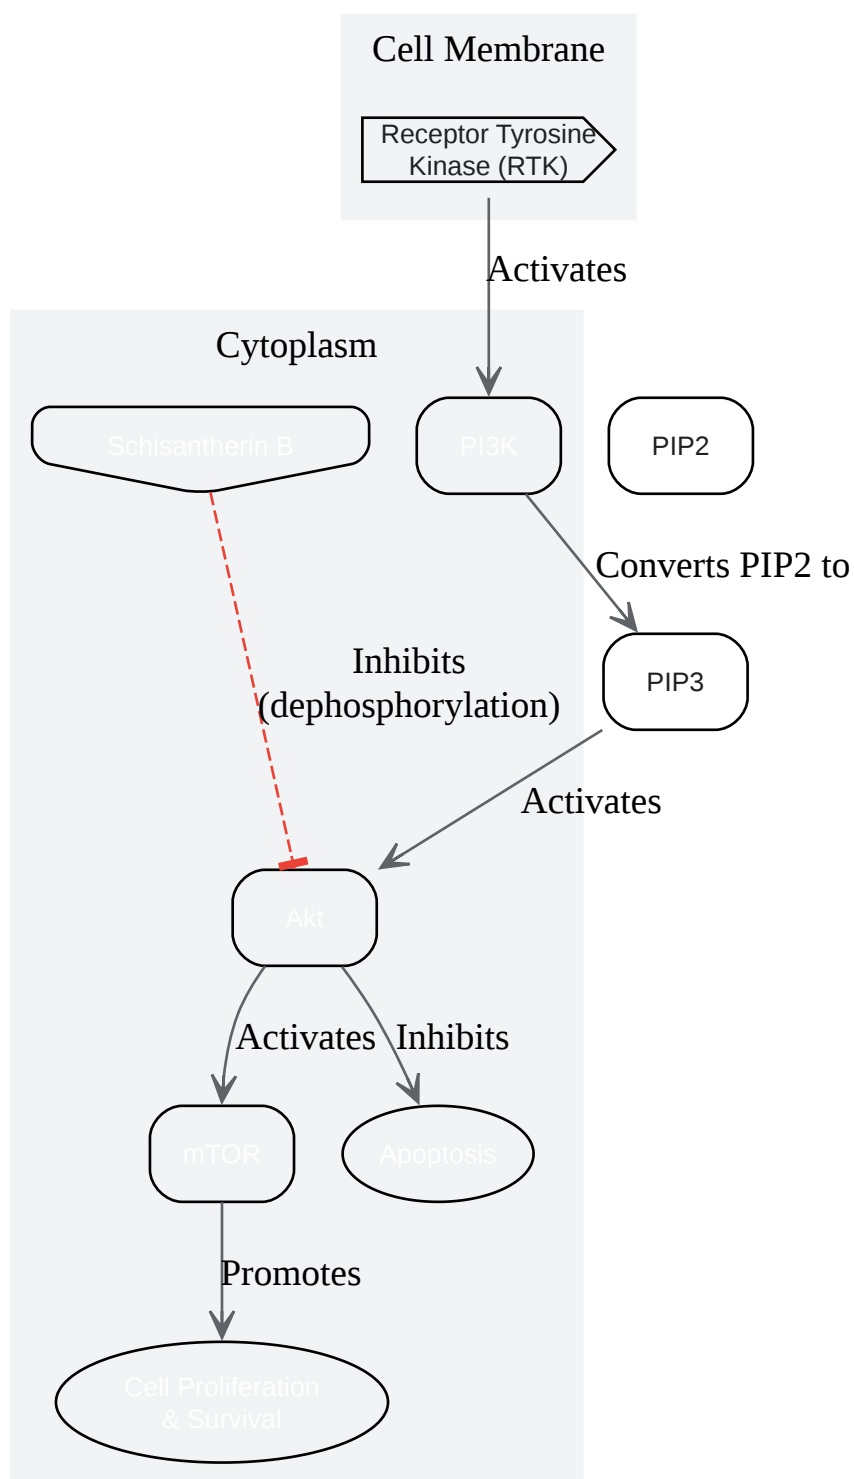 Cell Membrane
Receptor Tyrosine
Kinase (RTK)
Activates
Cytoplasm
Schisantherin B
PI3K
PIP2
Converts PIP2 to
Inhibits
(dephosphorylation)
PIP3
Activates
Akt
Activates
Inhibits
mTOR
Apoptosis
Promotes
Cell Proliferation
& Survival